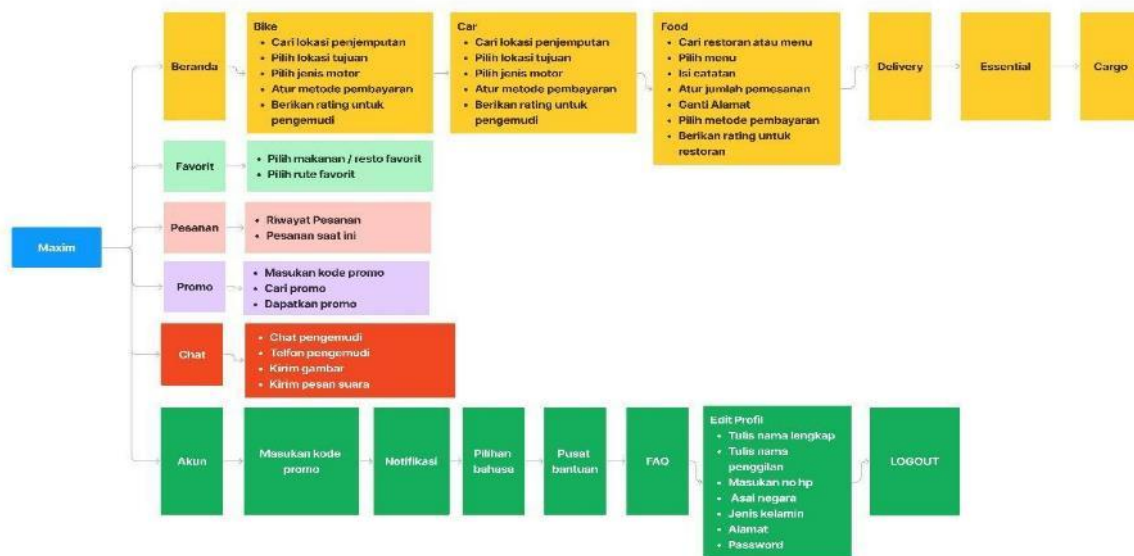 Maxim
Beranda
Bike
• Cari lokasi penjemputan
• Pilih lokasi tujuan
• Pilih jenis motor
• Atur metode pembayaran
• Berikan rating untuk
pengemudi
Car
• Cari lokasi penjemputan
• Pilih lokasi tujuan
• Pilih jenis motor
• Atur metode pembayaran
• Berikan rating untuk
pengemudi
Food
• Cari restoran atau menu
• Pilih menu
• Isi catatan
• Atur jumlah pemesanan
• Ganti Alamat
• Pilih metode pembayaran
• Berikan rating untuk
restoran
Delivery
Essential
Cargo
Favorit
• Pilih makanan / resto favorit
• Pilih rute favorit
Pesanan
• Riwayat Pesanan
• Pesanan saat ini
Promo
• Masukan kode promo
• Cari promo
• Dapatkan promo
Chat
• Chat pengemudi
• Telfon pengemudi
• Kirim gambar
• Kirim pesan suara
Akun
Masukan kode
promo
Notifikasi
Pilihan
bahasa
Pusat
bantuan
FAQ
Edit Profil
• Tulis nama lengkap
• Tulis nama
penggilan
• Masukan no hp
• Asal negara
• Jenis kelamin
• Alamat
• Password
LOGOUT